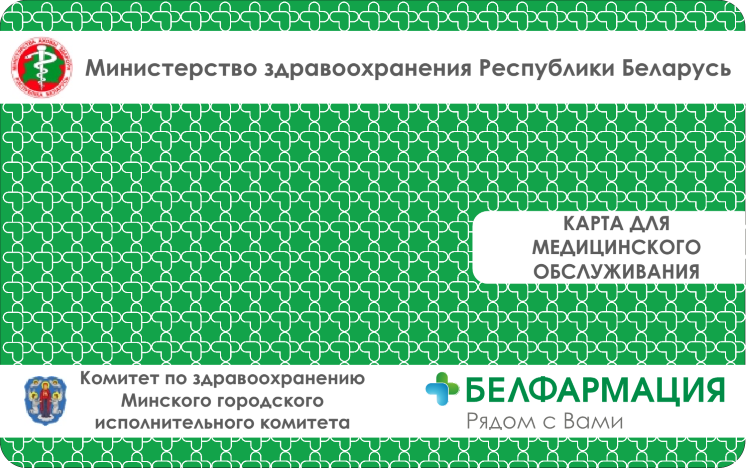 Министерство здравоохранения Республики Беларусь
КАРТА ДЛЯ
МЕДИЦИНСКОГО
ОБСЛУЖИВАНИЯ
Комитет по здравоохранению
Минского городского
исполнительного комитета
БЕЛФАРМАЦИЯ
Рядом с Вами